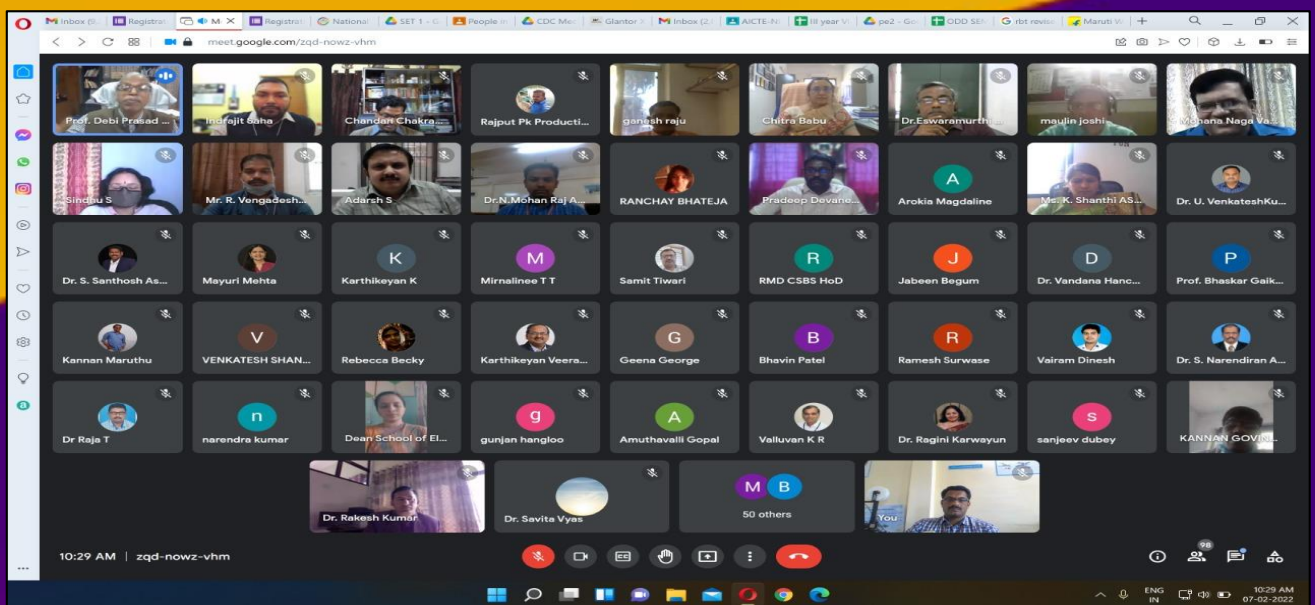 Inbox (
Registrat
M
Registrat
National
SET 1 - G
People in
CDC Me
Glantor X
Inbox (2
AICTE-N
III year V
pe2 - Go
ODD SEM
rbt revise
Maruti
meet.google.com/zqd-nowz-vhm
Prof. Debi Prasad ...
Indrajit Saha
Chandan Chakra...
Rajput Pk Producti...
ganesh raju
Chitra Babu
Dr.Eswaramurth
maulin joshi
Mohana Naga Va
Sindhu S
Mr. R. Vengadesh...
Adarsh S
Dr.N.Mohan Raj A...
RANCHAY BHATEJA
Pradeep Devane...
A
Arokia Magdaline
Ms. K. Shanthi AS...
Dr. U. VenkateshKu...
Dr. S. Santhosh As...
Mayuri Mehta
K
Karthikeyan K
M
Mirnalinee T T
Samit Tiwari
R
RMD CSBS HoD
J
Jabeen Begum
D
Dr. Vandana Hanc...
P
Prof. Bhaskar Gaik...
Kannan Maruthu
V
VENKATESH SHAN...
Rebecca Becky
Karthikeyan Veera...
G
Geena George
B
Bhavin Patel
R
Ramesh Surwase
Vairam Dinesh
Dr. S. Narendiran A...
Dr Raja T
n
narendra kumar
Dean School of El...
g
gunjan hangloo
A
Amuthavalli Gopal
Valluvan K R
Dr. Ragini Karwayun
s
sanjeev dubey
KANNAN GOVIN...
Dr. Rakesh Kumar
Dr. Savita Vyas
M B
50 others
You
10:29 AM | zqd-nowz-vhm
98
ENG
IN
10:29 AM
07-02-2022